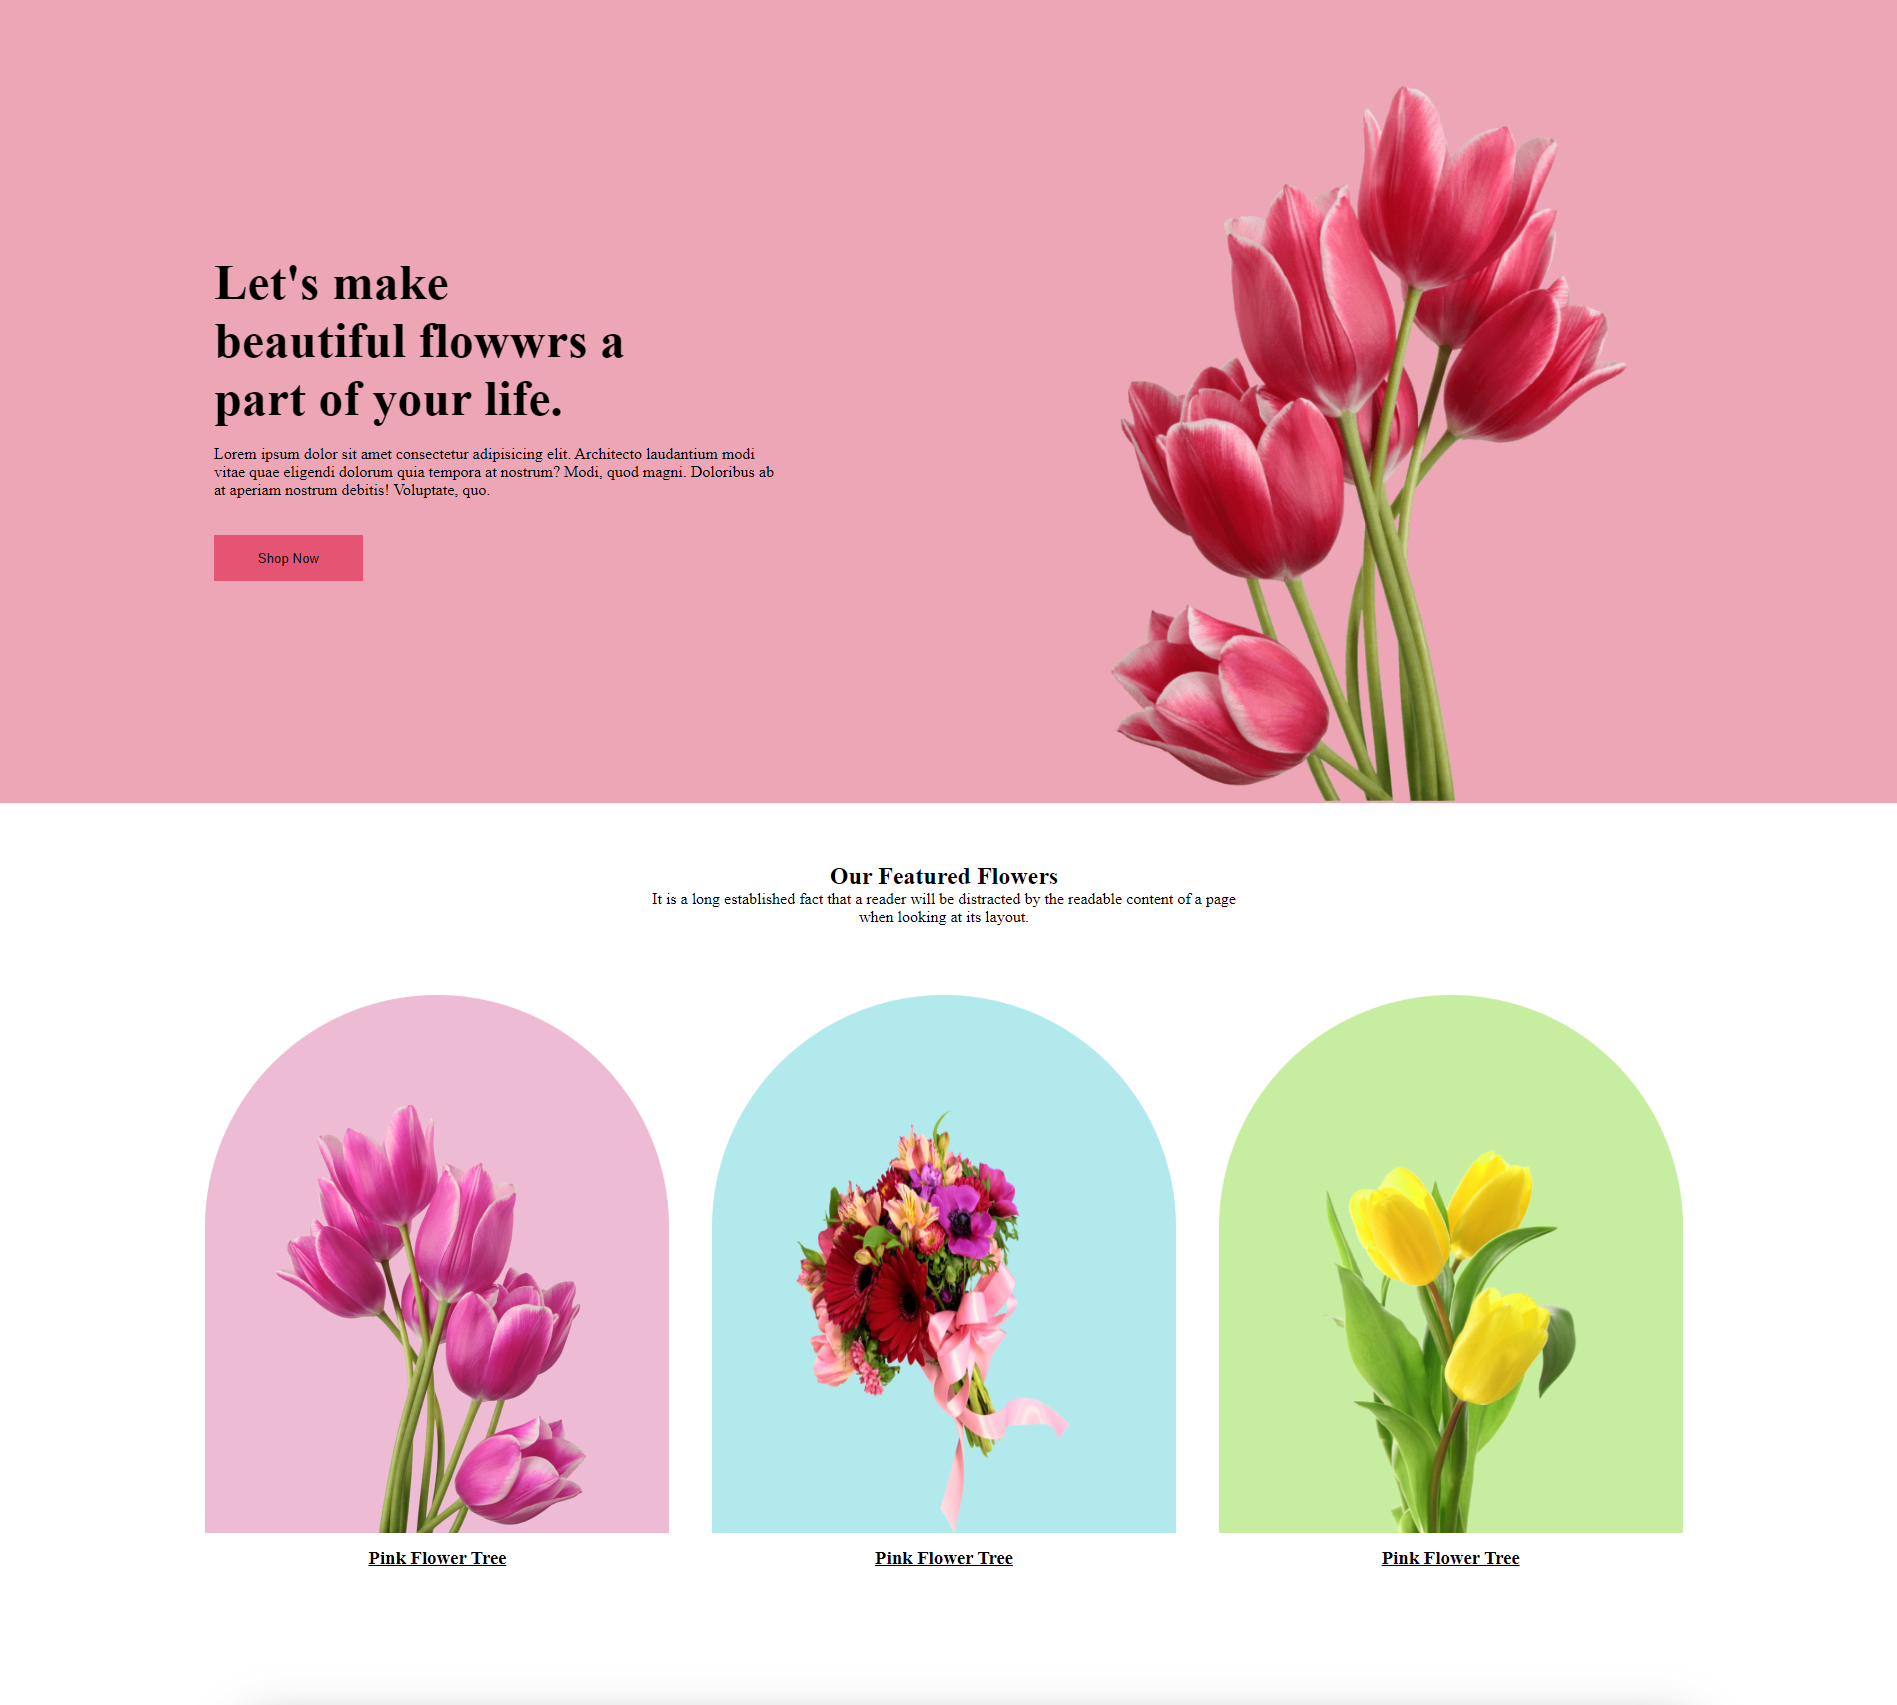 Let's make
beautiful flowwrs a
part of your life.
Lorem ipsum dolor sit amet consectetur adipisicing elit. Architecto laudantium modi
vitae quae eligendi dolorum quia tempora at nostrum? Modi, quod magni. Doloribus ab
at aperiam nostrum debitis! Voluptate, quo.
Shop Now
Our Featured Flowers
It is a long established fact that a reader will be distracted by the readable content of a page
when looking at its layout.
Pink Flower Tree
Pink Flower Tree
Pink Flower Tree